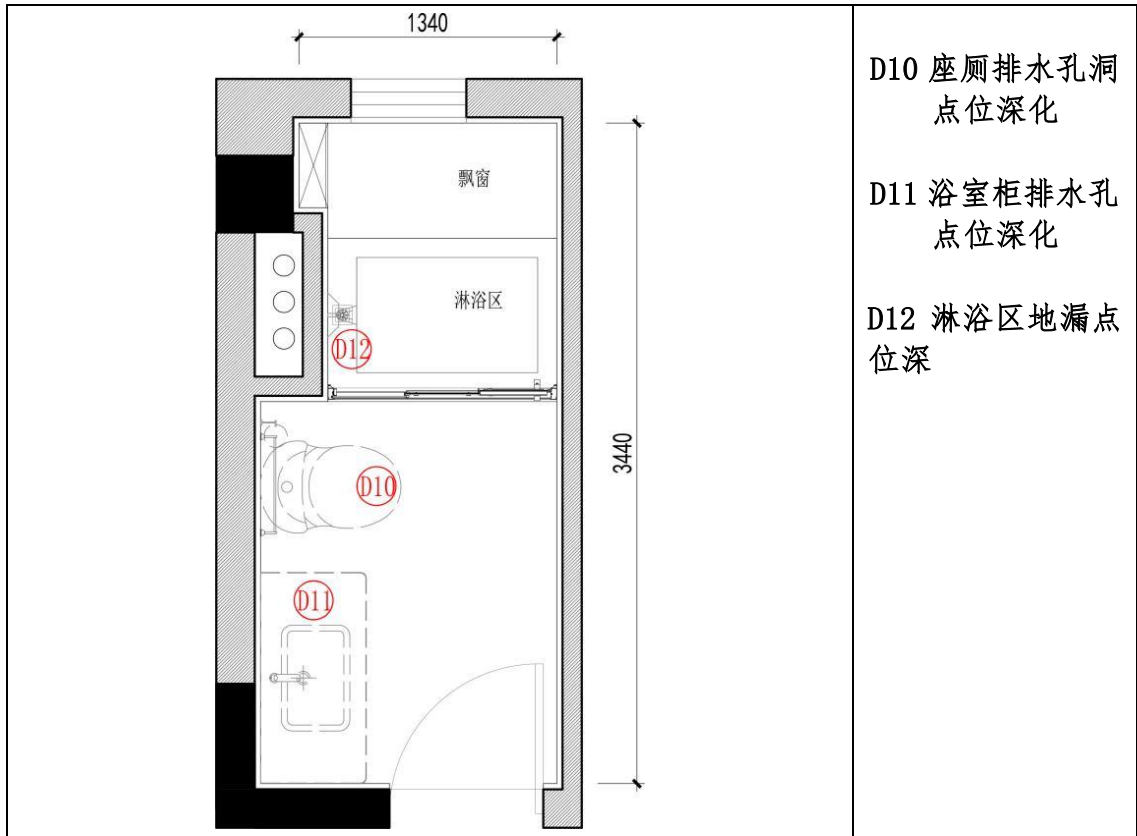 1340
飘窗
淋浴区
D12
3440
D10
D11
D10 座厕排水孔洞
点位深化
D11 浴室柜排水孔
点位深化
D12 淋浴区地漏点
位深